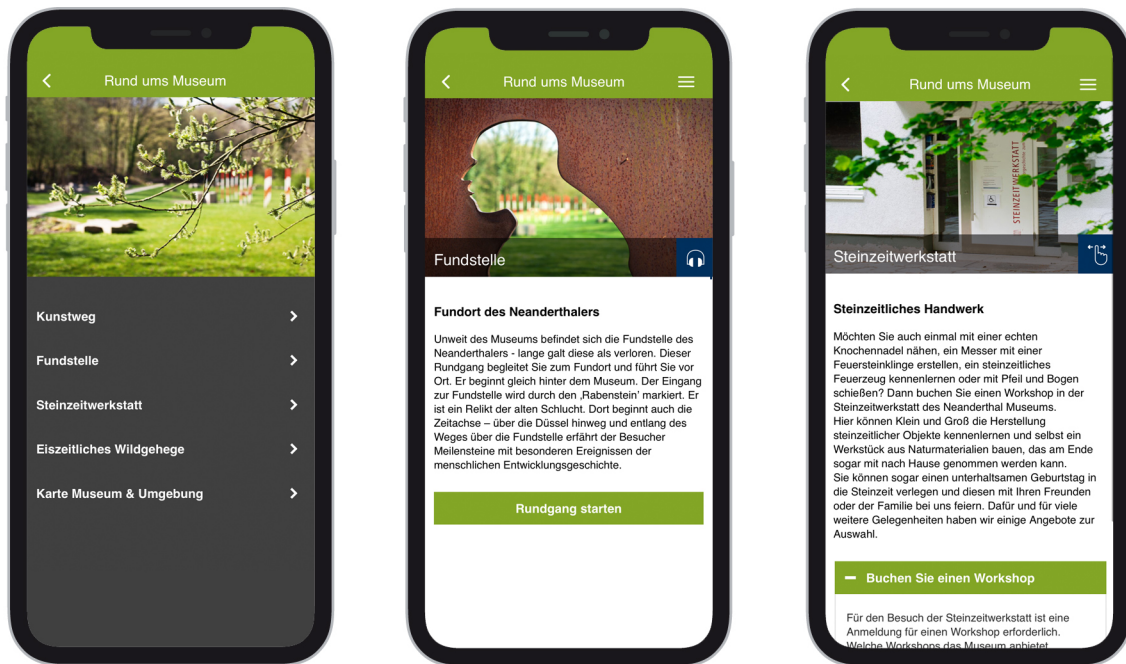 Rund ums Museum
Kunstweg
Fundstelle
Steinzeitwerkstatt
Eiszeitliches Wildgehege
Karte Museum & Umgebung
Rund ums Museum
Fundstelle
Fundort des Neanderthalers
Unweit des Museums befindet sich die Fundstelle des
Neanderthalers - lange galt diese als verloren. Dieser
Rundgang begleitet Sie zum Fundort und führt Sie vor
Ort. Er beginnt gleich hinter dem Museum. Der Eingang
zur Fundstelle wird durch den ‚Rabenstein' markiert. Er
ist ein Relikt der alten Schlucht. Dort beginnt auch die
Zeitachse – über die Düssel hinweg und entlang des
Weges über die Fundstelle erfährt der Besucher
Meilensteine mit besonderen Ereignissen der
menschlichen Entwicklungsgeschichte.
Rundgang starten
Rund ums Museum
STEINZEITWERKSTATT
Steinzeitwerkstatt
Steinzeitliches Handwerk
Möchten Sie auch einmal mit einer echten
Knochennadel nähen, ein Messer mit einer
Feuersteinklinge erstellen, ein steinzeitliches
Feuerzeug kennenlernen oder mit Pfeil und Bogen
schießen? Dann buchen Sie einen Workshop in der
Steinzeitwerkstatt des Neanderthal Museums.
Hier können Klein und Groß die Herstellung
steinzeitlicher Objekte kennenlernen und selbst ein
Werkstück aus Naturmaterialien bauen, das am Ende
sogar mit nach Hause genommen werden kann.
Sie können sogar einen unterhaltsamen Geburtstag in
die Steinzeit verlegen und diesen mit Ihren Freunden
oder der Familie bei uns feiern. Dafür und für viele
weitere Gelegenheiten haben wir einige Angebote zur
Auswahl.
Buchen Sie einen Workshop
Für den Besuch der Steinzeitwerkstatt ist eine
Anmeldung für einen Workshop erforderlich.
Welche Workshops das Museum anbietet